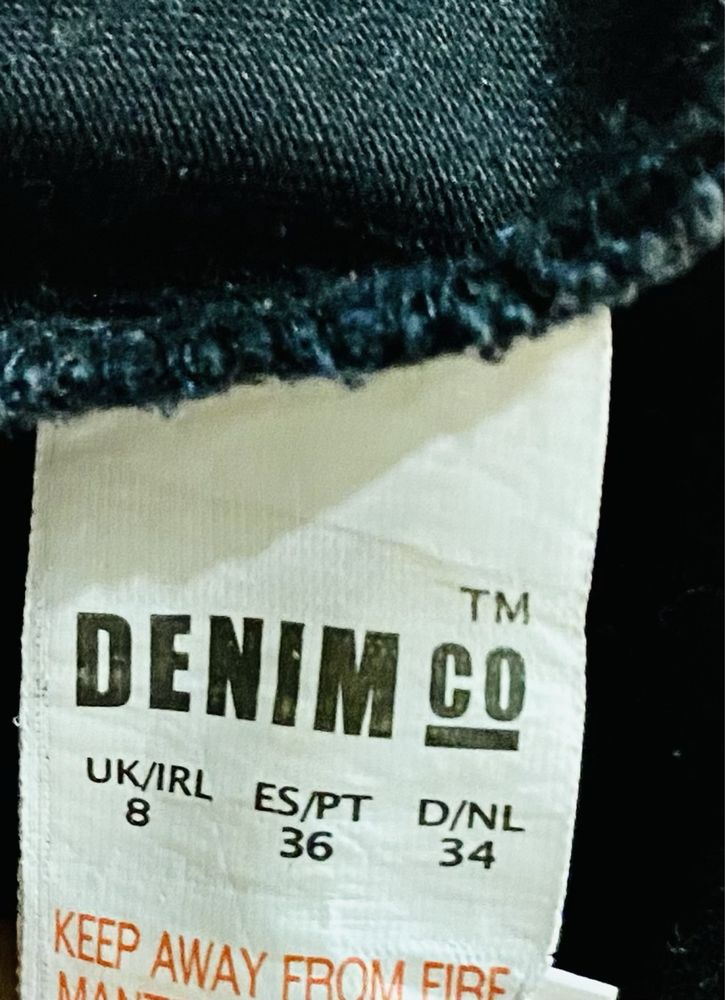 TM
DENIM CO
UK/IRL ES/PT D/NL
8 36 34
KEEP AWAY FROM FIRE